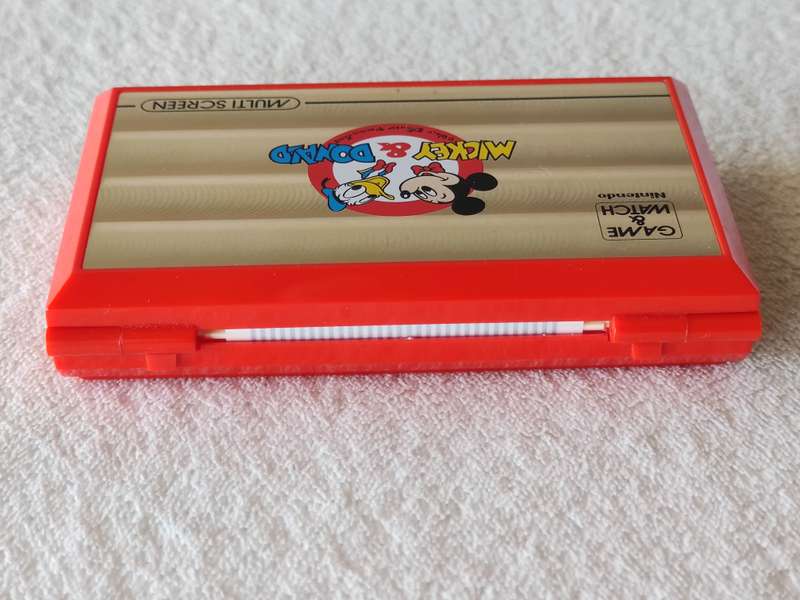 GAME
&
WATCH
Nintendo
MICKEY & DONALD
MULTI SCREEN